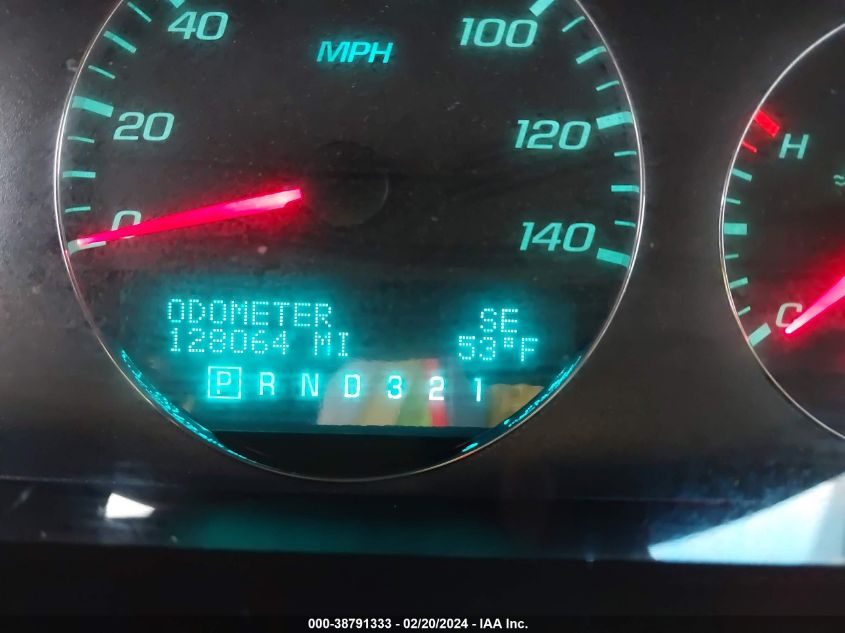 40 100
MPH
20 120
H
0 140
C
ODOMETER SE
128064 MI 53°F
P R N D 3 2 1
000-38791333 - 02/20/2024 - IAA Inc.